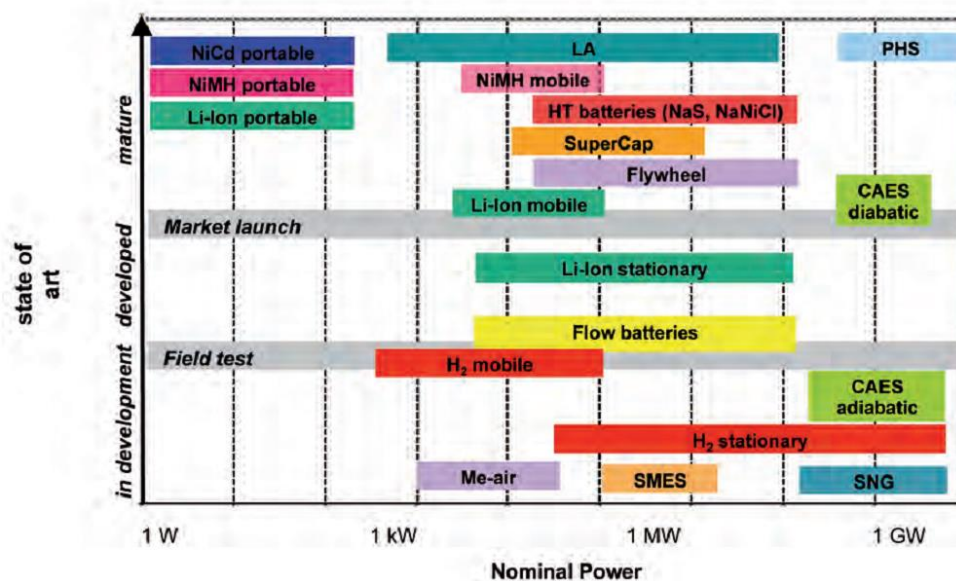 NiCd portable
LA
PHS
NiMH portable
NiMH mobile
Li-Ion portable
HT batteries (NaS, NaNiCl)
SuperCap
Flywheel
CAES
diabatic
Li-Ion mobile
Market launch
Li-Ion stationary
Flow batteries
Field test
H₂ mobile
CAES
adiabatic
H₂ stationary
Me-air
SMES
SNG
mature
developed
in development
state of
art
1 W
1 kW
1 MW
1 GW
Nominal Power